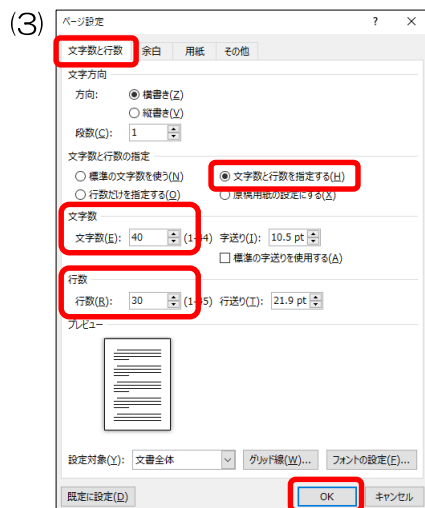 (3)
ページ設定 ? ×
文字数と行数 余白 用紙 その他
文字方向
方向: 横書き(Z)
縦書き(V)
段数(C): 1
文字数と行数の指定
標準の文字数を使う(N) 文字数と行数を指定する(H)
行数だけを指定する(O) 原稿用紙の設定にする(X)
文字数
文字数(E): 40 (1-44) 字送り(I): 10.5 pt
標準の字送りを使用する(A)
行数
行数(R): 30 (1-45) 行送り(T): 21.9 pt
プレビュー
設定対象(Y): 文書全体 グリッド線(W)... フォントの設定(F)...
既定に設定(D) OK キャンセル